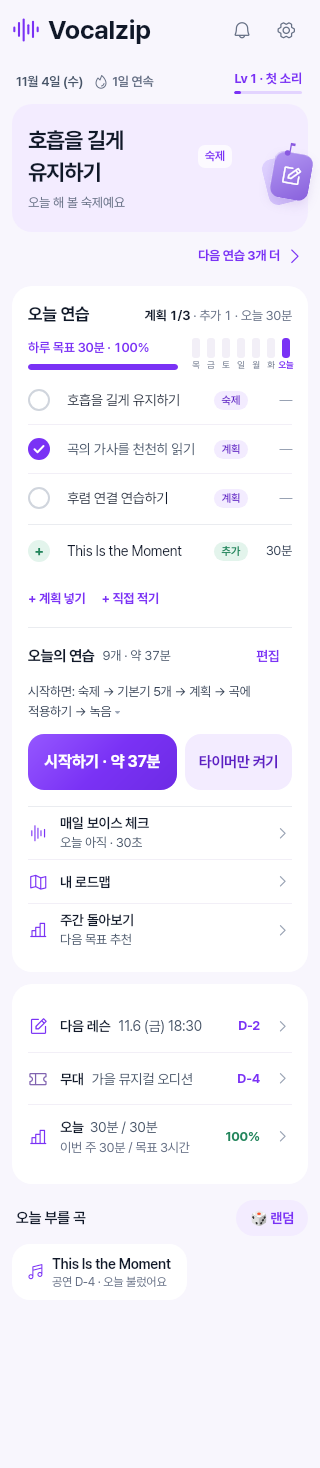 Vocalzip
11월 4일 (수) 1일 연속 Lv 1 · 첫 소리
호흡을 길게
유지하기
숙제
오늘 해 볼 숙제예요
다음 연습 3개 더
오늘 연습 계획 1/3 · 추가 1 · 오늘 30분
하루 목표 30분 · 100%
목 금 토 일 월 화 오늘
호흡을 길게 유지하기 숙제 —
곡의 가사를 천천히 읽기 계획 —
후렴 연결 연습하기 계획 —
+ This Is the Moment 추가 30분
+ 계획 넣기 + 직접 적기
오늘의 연습 9개 · 약 37분 편집
시작하면: 숙제 → 기본기 5개 → 계획 → 곡에
적용하기 → 녹음
시작하기 · 약 37분 타이머만 켜기
매일 보이스 체크
오늘 아직 · 30초
내 로드맵
주간 돌아보기
다음 목표 추천
다음 레슨 11.6 (금) 18:30 D-2
무대 가을 뮤지컬 오디션 D-4
오늘 30분 / 30분
이번 주 30분 / 목표 3시간
100%
오늘 부를 곡 랜덤
This Is the Moment
공연 D-4 · 오늘 불렀어요